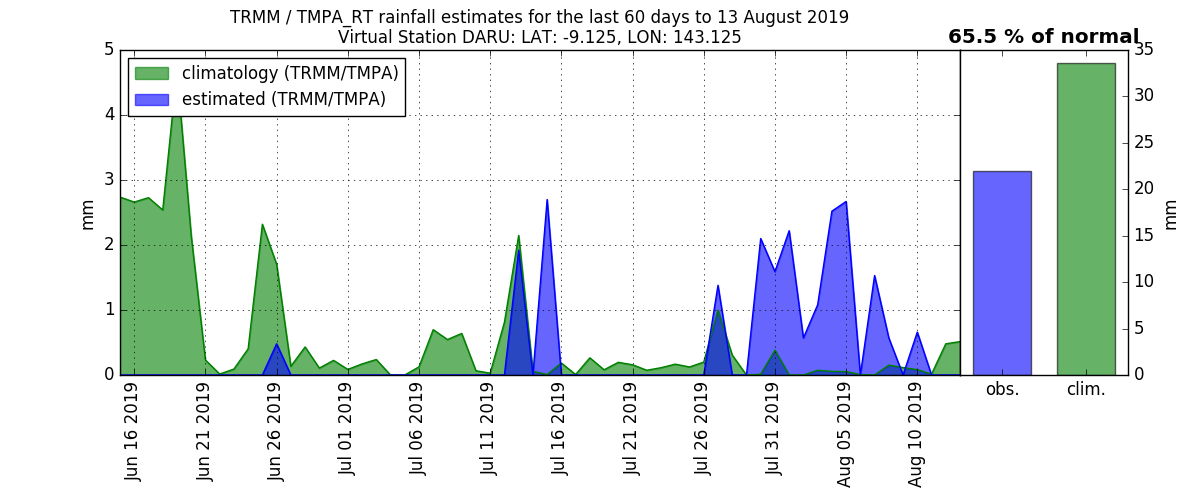 TRMM / TMPA_RT rainfall estimates for the last 60 days to 13 August 2019
Virtual Station DARU: LAT: -9.125, LON: 143.125
65.5 % of normal
climatology (TRMM/TMPA)
estimated (TRMM/TMPA)
5
4
3
2
1
0
mm
Jun 16 2019
Jun 21 2019
Jun 26 2019
Jul 01 2019
Jul 06 2019
Jul 11 2019
Jul 16 2019
Jul 21 2019
Jul 26 2019
Jul 31 2019
Aug 05 2019
Aug 10 2019
obs.
clim.
35
30
25
20
15
10
5
0
mm